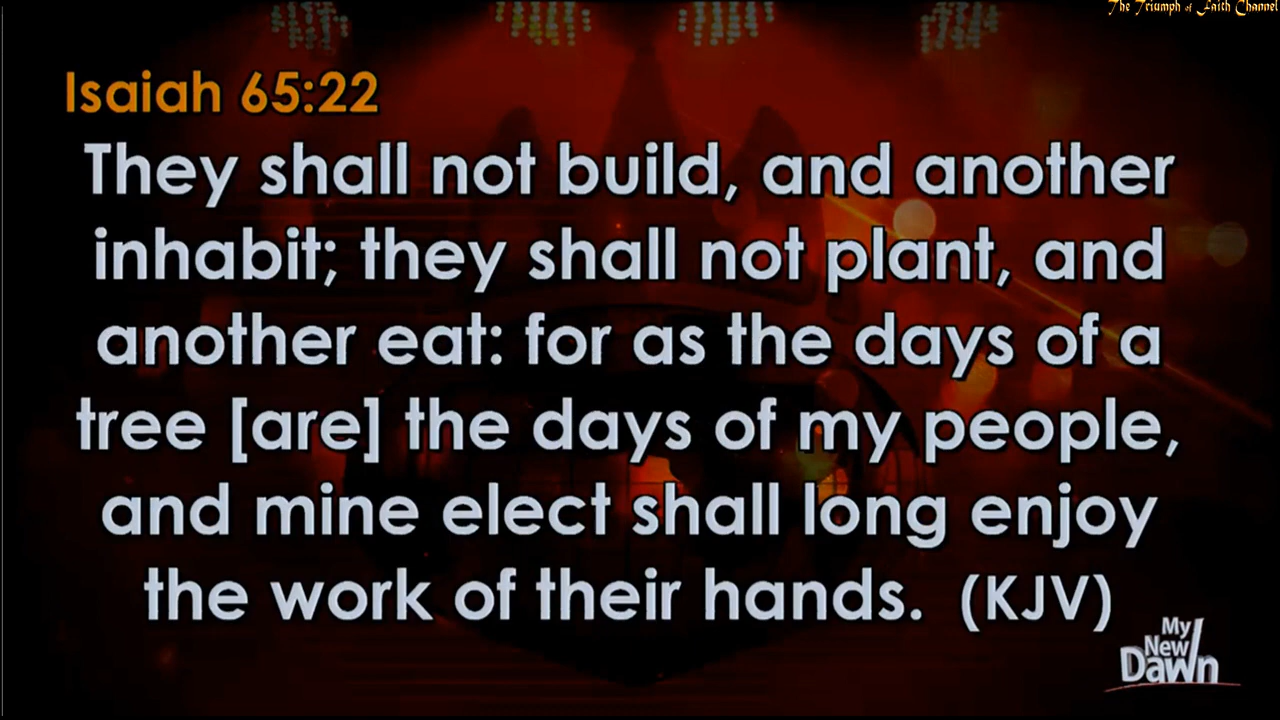 The Triumph of Faith Channel
Isaiah 65:22
They shall not build, and another
inhabit; they shall not plant, and
another eat: for as the days of a
tree [are] the days of my people,
and mine elect shall long enjoy
the work of their hands. (KJV)
My
New
Dawn